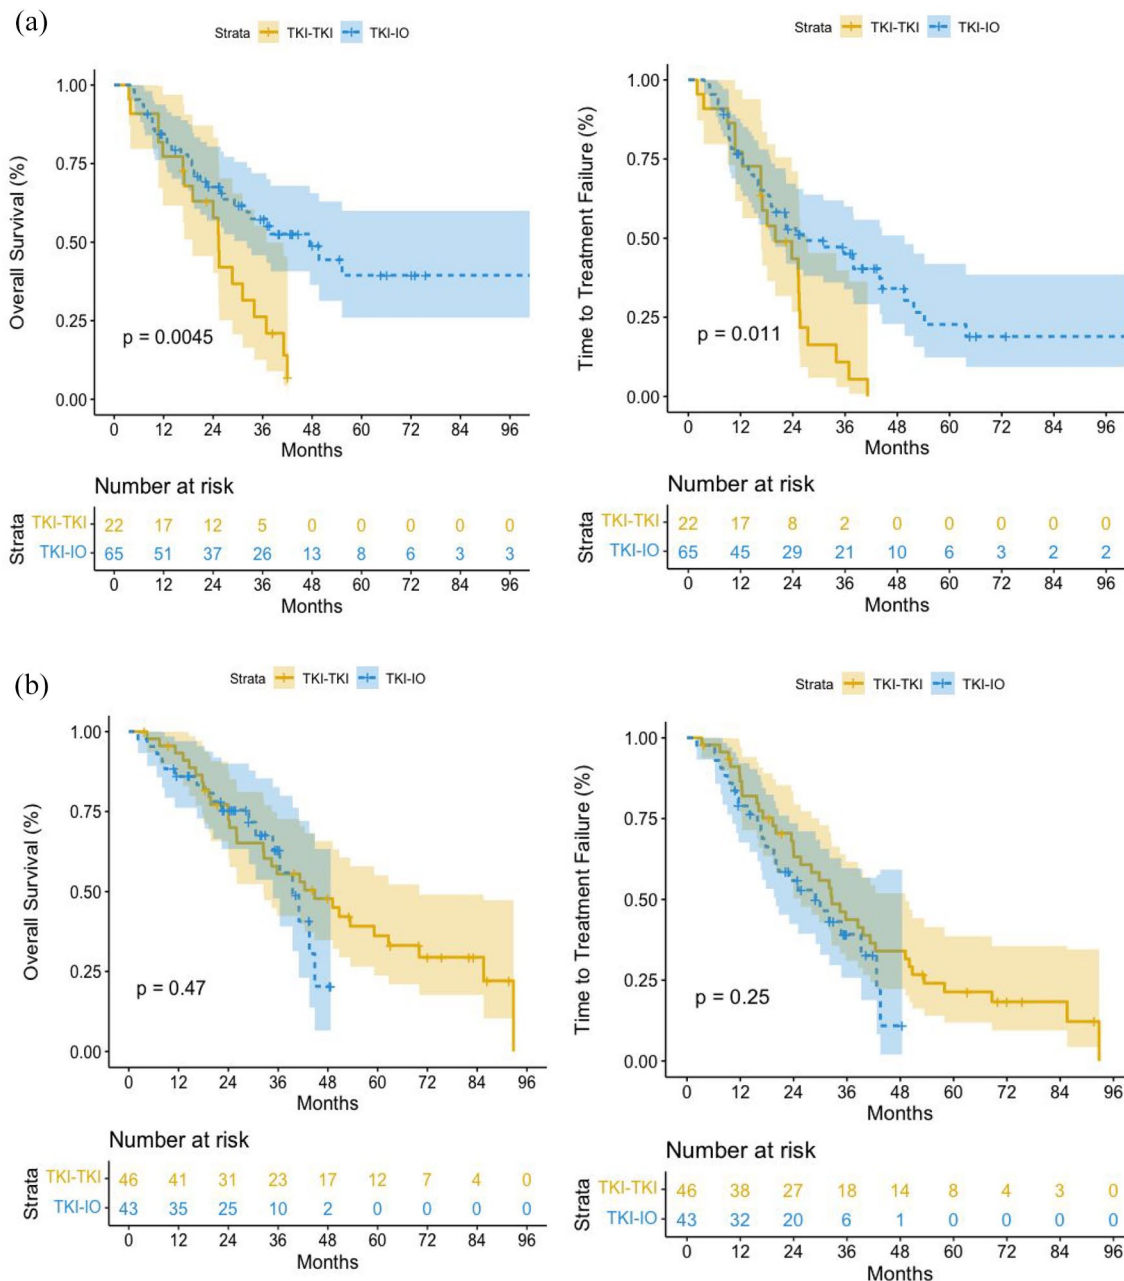 (a)
Strata TKI-TKI TKI-IO
Overall Survival (%)
1.00
0.75
0.50
0.25
0.00
p = 0.0045
0 12 24 36 48 60 72 84 96
Months
Number at risk
Strata
TKI-TKI 22 17 12 5 0 0 0 0 0
TKI-IO 65 51 37 26 13 8 6 3 3
0 12 24 36 48 60 72 84 96
Months
Strata TKI-TKI TKI-IO
Time to Treatment Failure (%)
1.00
0.75
0.50
0.25
0.00
p = 0.011
0 12 24 36 48 60 72 84 96
Months
Number at risk
Strata
TKI-TKI 22 17 8 2 0 0 0 0 0
TKI-IO 65 45 29 21 10 6 3 2 2
0 12 24 36 48 60 72 84 96
Months
(b)
Strata TKI-TKI TKI-IO
Overall Survival (%)
1.00
0.75
0.50
0.25
0.00
p = 0.47
0 12 24 36 48 60 72 84 96
Months
Number at risk
Strata
TKI-TKI 46 41 31 23 17 12 7 4 0
TKI-IO 43 35 25 10 2 0 0 0 0
0 12 24 36 48 60 72 84 96
Months
Strata TKI-TKI TKI-IO
Time to Treatment Failure (%)
1.00
0.75
0.50
0.25
0.00
p = 0.25
0 12 24 36 48 60 72 84 96
Months
Number at risk
Strata
TKI-TKI 46 38 27 18 14 8 4 3 0
TKI-IO 43 32 20 6 1 0 0 0 0
0 12 24 36 48 60 72 84 96
Months